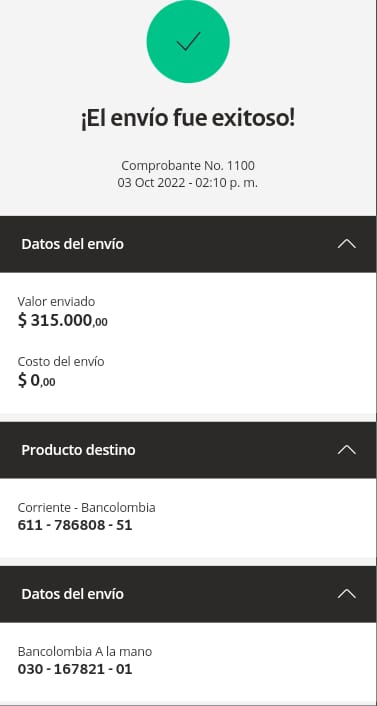 ¡El envío fue exitoso!
Comprobante No. 1100
03 Oct 2022 - 02:10 p. m.
Datos del envío
Valor enviado
$ 315.000,00
Costo del envío
$ 0,00
Producto destino
Corriente - Bancolombia
611 - 786808 - 51
Datos del envío
Bancolombia A la mano
030 - 167821 - 01